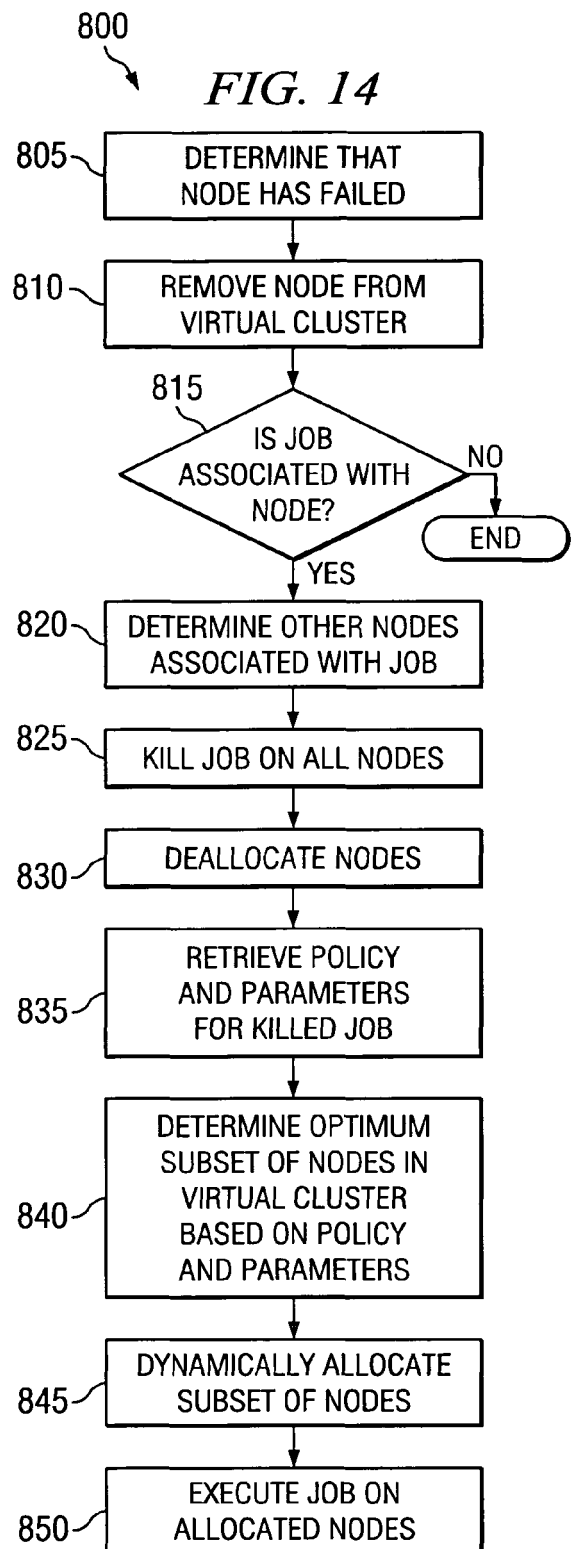 800
FIG. 14
805
DETERMINE THAT
NODE HAS FAILED
810
REMOVE NODE FROM
VIRTUAL CLUSTER
815
IS JOB
ASSOCIATED WITH
NODE?
NO
END
YES
820
DETERMINE OTHER NODES
ASSOCIATED WITH JOB
825
KILL JOB ON ALL NODES
830
DEALLOCATE NODES
835
RETRIEVE POLICY
AND PARAMETERS
FOR KILLED JOB
840
DETERMINE OPTIMUM
SUBSET OF NODES IN
VIRTUAL CLUSTER
BASED ON POLICY
AND PARAMETERS
845
DYNAMICALLY ALLOCATE
SUBSET OF NODES
850
EXECUTE JOB ON
ALLOCATED NODES